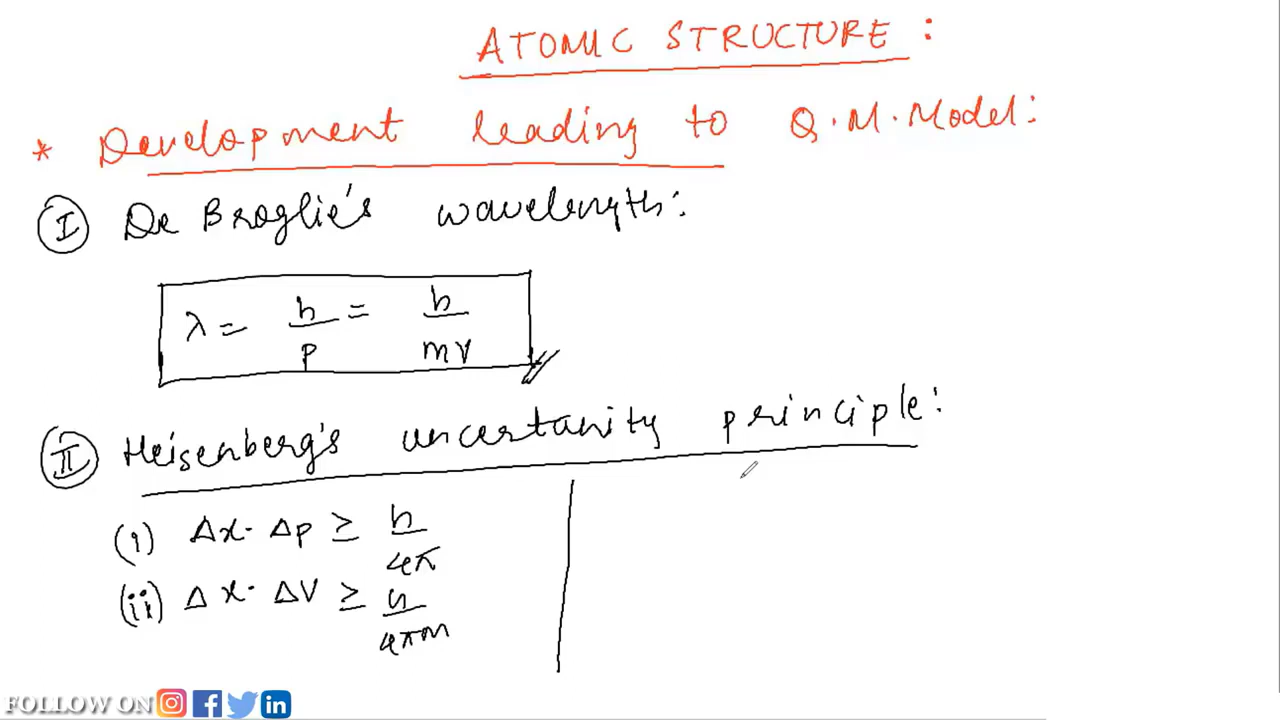 ATOMIC STRUCTURE:
* Development leading to Q.M.Model:
I De Broglie's wavelength:
λ = h/p = h/mv
II Heisenberg's uncertanity principle:
(i) Δx· Δp ≥ h/4π
(ii) Δx· ΔV ≥ h/4πm
FOLLOW ON